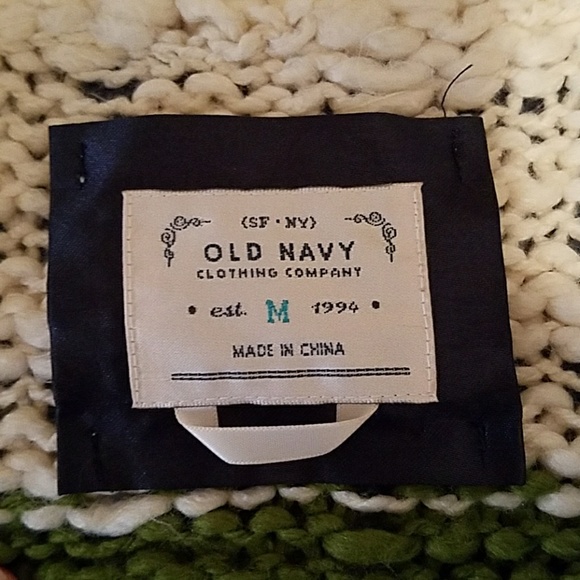 {SF · NY}
OLD NAVY
CLOTHING COMPANY
• est. M 1994 •
MADE IN CHINA